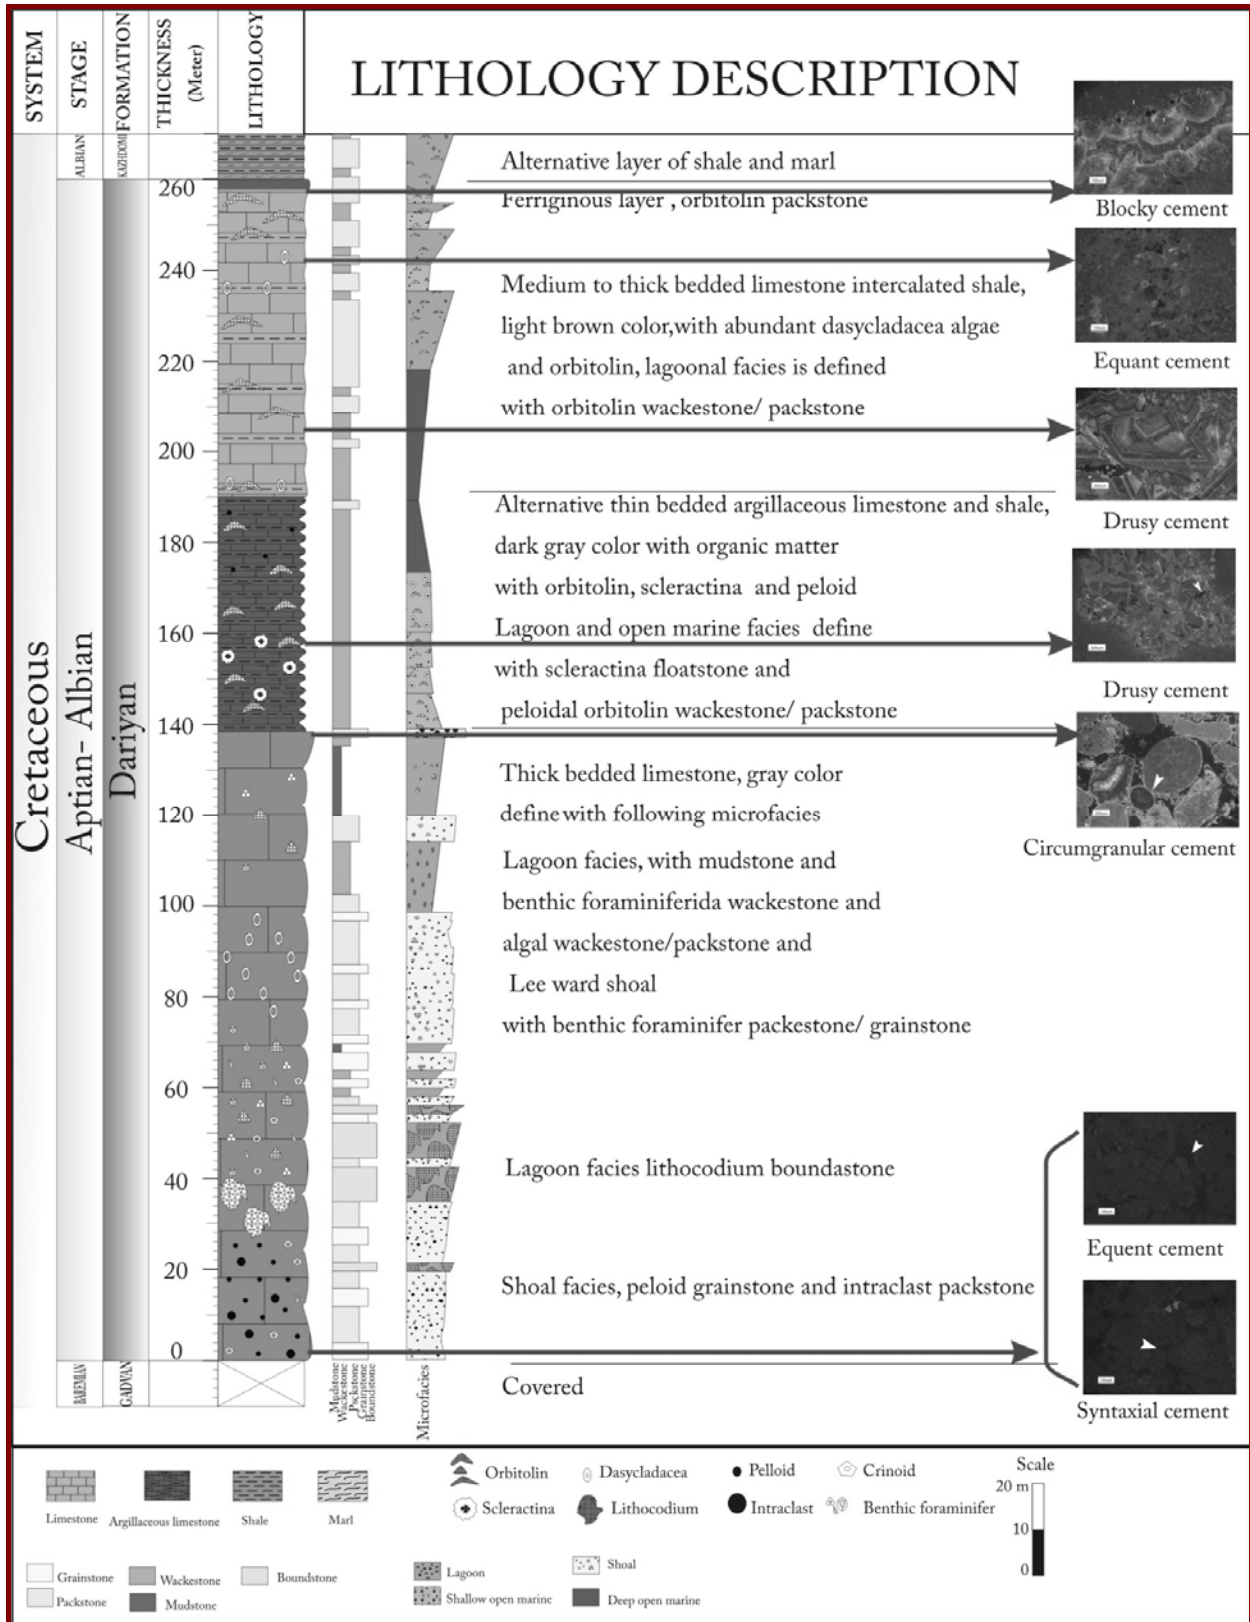 SYSTEM
STAGE
FORMATION
THICKNESS
(Meter)
LITHOLOGY
LITHOLOGY DESCRIPTION
Cretaceous
ALBIAN
Aptian- Albian
BAREMIAN
KAZHDOMI
Dariyan
GADVAN
260
240
220
200
180
160
140
120
100
80
60
40
20
0
Alternative layer of shale and marl
Ferriginous layer , orbitolin packstone
Medium to thick bedded limestone intercalated shale,
light brown color,with abundant dasycladacea algae
and orbitolin, lagoonal facies is defined
with orbitolin wackestone/ packstone
Alternative thin bedded argillaceous limestone and shale,
dark gray color with organic matter
with orbitolin, scleractina and peloid
Lagoon and open marine facies define
with scleractina floatstone and
peloidal orbitolin wackestone/ packstone
Thick bedded limestone, gray color
define with following microfacies
Lagoon facies, with mudstone and
benthic foraminiferida wackestone and
algal wackestone/packstone and
Lee ward shoal
with benthic foraminifer packestone/ grainstone
Lagoon facies lithocodium boundastone
Shoal facies, peloid grainstone and intraclast packstone
Covered
Blocky cement
Equant cement
Drusy cement
Drusy cement
Circumgranular cement
Equent cement
Syntaxial cement
Mudstone
Wackestone
Packstone
Grainstone
Boundstone
Microfacies
Limestone
Argillaceous limestone
Shale
Marl
Orbitolin
Dasycladacea
Pelloid
Crinoid
Scleractina
Lithocodium
Intraclast
Benthic foraminifer
Scale
20 m
10
0
Grainstone
Wackestone
Boundstone
Packstone
Mudstone
Lagoon
Shoal
Shallow open marine
Deep open marine